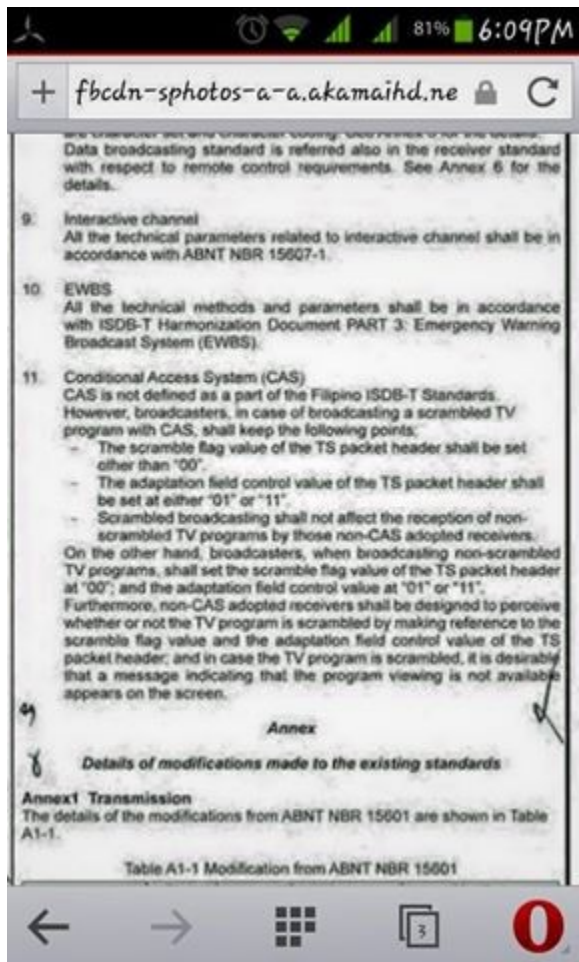 81% 6:09PM
+ fbcdn-sphotos-a-a.akamaihd.ne
Data broadcasting standard is referred also in the receiver standard
with respect to remote control requirements. See Annex 6 for the
details.
9. Interactive channel
All the technical parameters related to interactive channel shall be in
accordance with ABNT NBR 15607-1.
10. EWBS
All the technical methods and parameters shall be in accordance
with ISDB-T Harmonization Document PART 3: Emergency Warning
Broadcast System (EWBS).
11. Conditional Access System (CAS)
CAS is not defined as a part of the Filipino ISDB-T Standards.
However, broadcasters, in case of broadcasting a scrambled TV
program with CAS, shall keep the following points:
- The scramble flag value of the TS packet header shall be set
other than "00".
- The adaptation field control value of the TS packet header shall
be set at either "01" or "11".
- Scrambled broadcasting shall not affect the reception of non-
scrambled TV programs by those non-CAS adopted receivers.
On the other hand, broadcasters, when broadcasting non-scrambled
TV programs, shall set the scramble flag value of the TS packet header
at "00"; and the adaptation field control value at "01" or "11".
Furthermore, non-CAS adopted receivers shall be designed to perceive
whether or not the TV program is scrambled by making reference to the
scramble flag value and the adaptation field control value of the TS
packet header; and in case the TV program is scrambled, it is desirable
that a message indicating that the program viewing is not available
appears on the screen.
Annex
Details of modifications made to the existing standards
Annex1 Transmission
The details of the modifications from ABNT NBR 15601 are shown in Table
A1-1.
Table A1-1 Modification from ABNT NBR 15601
3